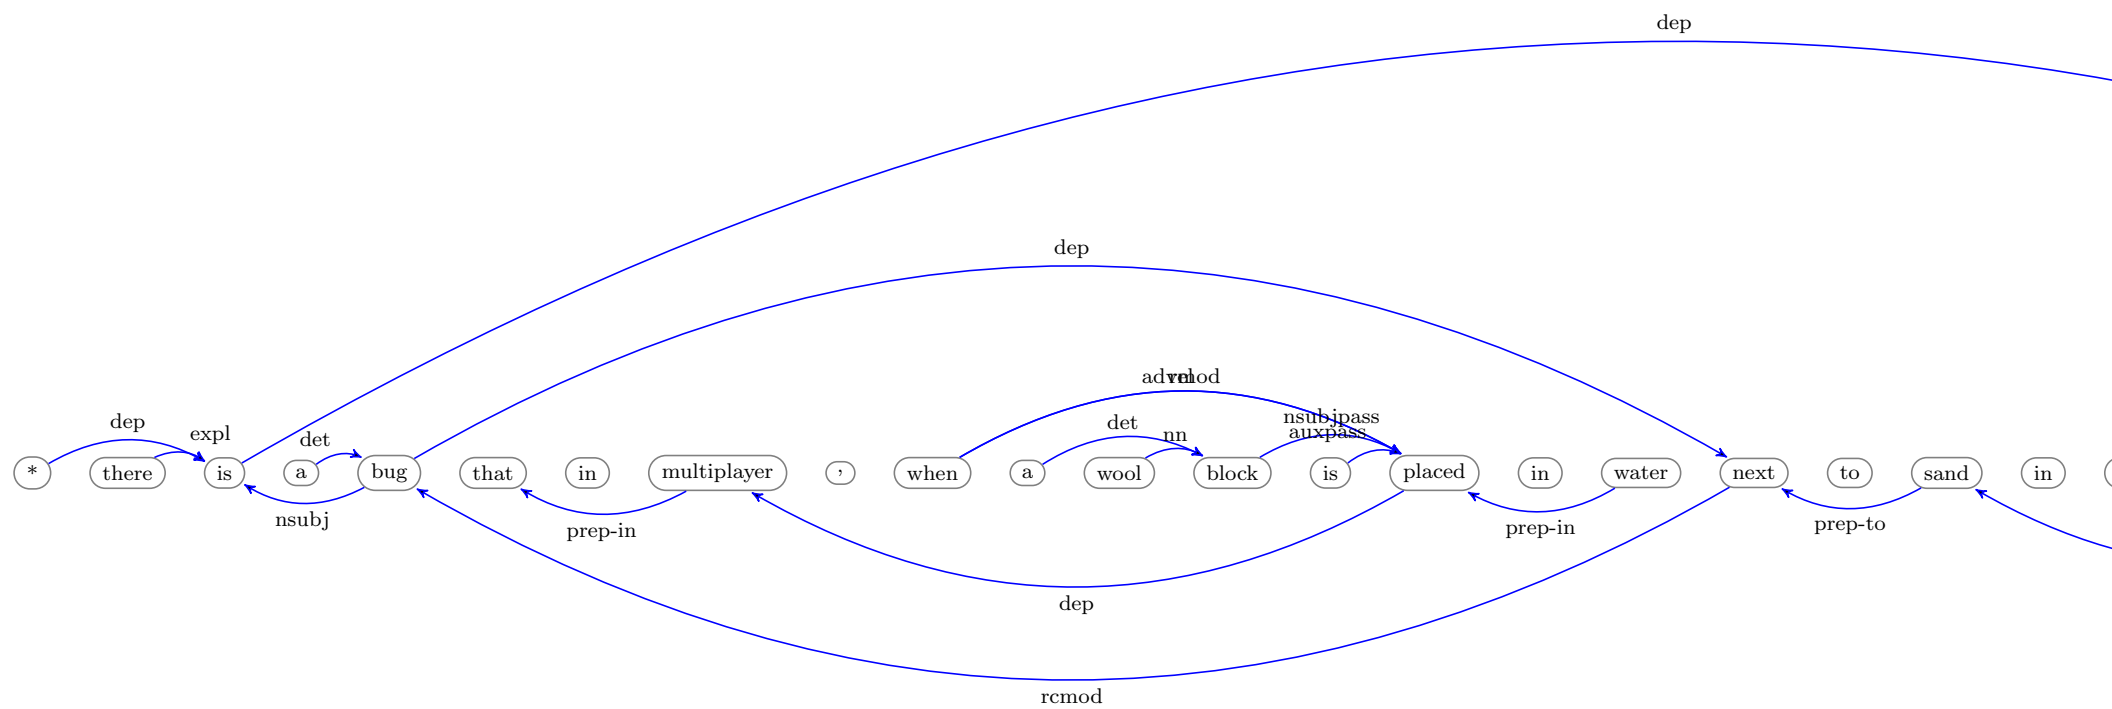 dep
dep
advmod rel
dep expl det det nn nsubjpass
auxpass
* there is a bug that in multiplayer , when a wool block is placed in water next to sand in
nsubj prep-in prep-in prep-to
dep
rcmod